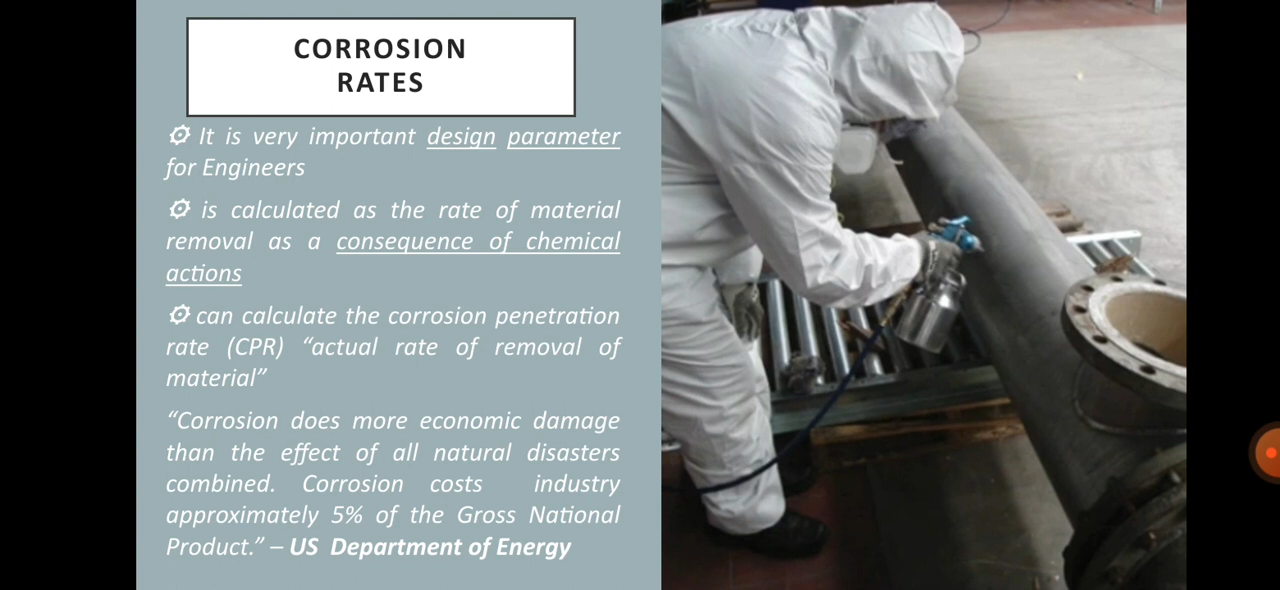 CORROSION
RATES
⚙ It is very important design parameter
for Engineers
⚙ is calculated as the rate of material
removal as a consequence of chemical
actions
⚙ can calculate the corrosion penetration
rate (CPR) “actual rate of removal of
material”
“Corrosion does more economic damage
than the effect of all natural disasters
combined. Corrosion costs industry
approximately 5% of the Gross National
Product.” – US Department of Energy